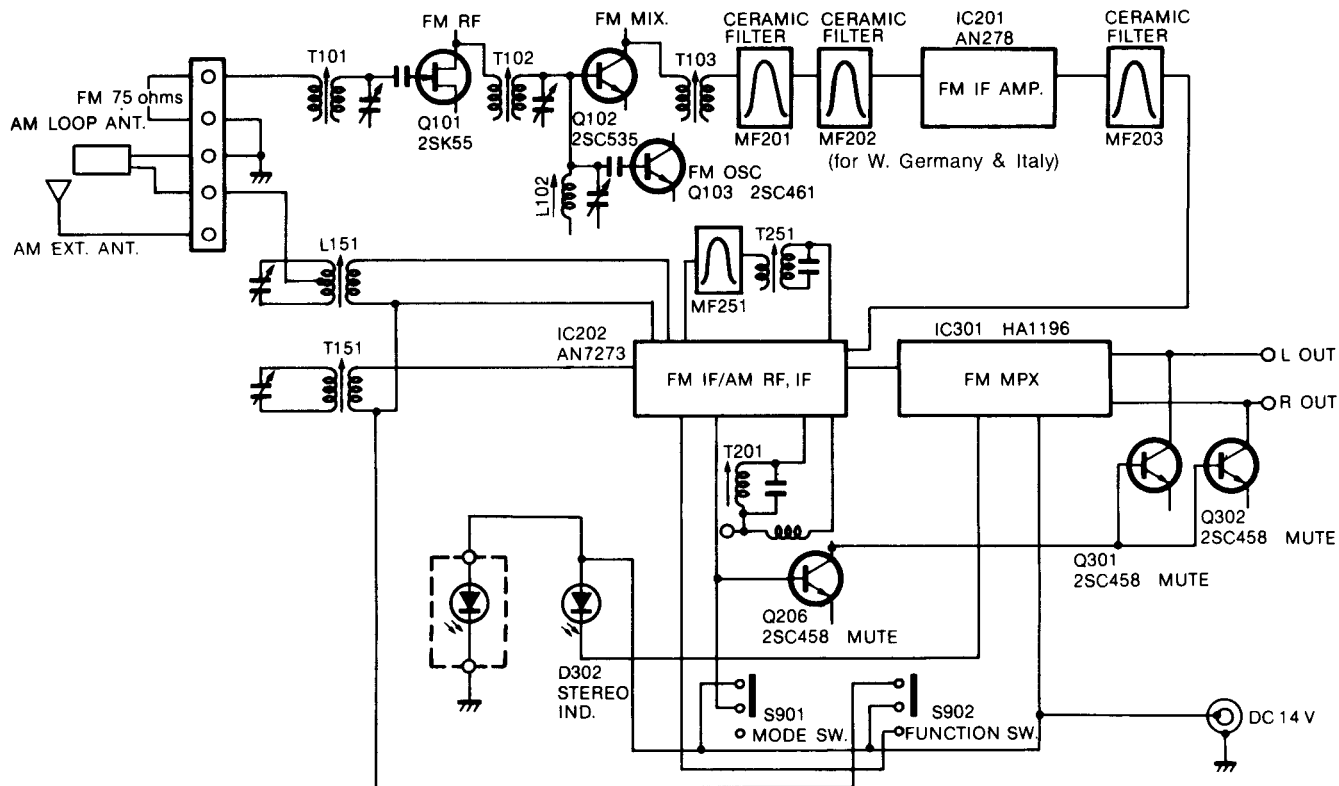 FM RF
FM MIX.
CERAMIC
FILTER
CERAMIC
FILTER
IC201
AN278
CERAMIC
FILTER
T101
T102
T103
FM 75 ohms
AM LOOP ANT.
Q101
2SK55
Q102
2SC535
MF201
MF202
(for W. Germany & Italy)
FM IF AMP.
MF203
FM OSC
Q103 2SC461
L102
AM EXT. ANT.
L151
T251
MF251
IC202
AN7273
IC301 HA1196
T151
FM IF/AM RF, IF
FM MPX
L OUT
R OUT
T201
Q302
2SC458 MUTE
Q301
2SC458 MUTE
Q206
2SC458 MUTE
D302
STEREO
IND.
S901
MODE SW.
S902
FUNCTION SW.
DC 14 V